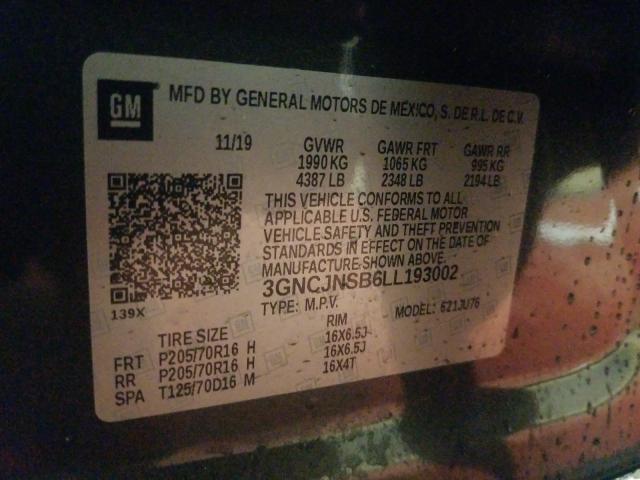 GM
MFD BY GENERAL MOTORS DE MEXICO, S. DE R.L. DE C.V.
11/19 GVWR GAWR FRT GAWR RR
1990 KG 1065 KG 995 KG
4387 LB 2348 LB 2194 LB
THIS VEHICLE CONFORMS TO ALL
APPLICABLE U.S. FEDERAL MOTOR
VEHICLE SAFETY AND THEFT PREVENTION
STANDARDS IN EFFECT ON THE DATE OF
MANUFACTURE SHOWN ABOVE.
3GNCJNSB6LL193002
139X
TYPE: M.P.V. MODEL: 621JU76
TIRE SIZE RIM
FRT P205/70R16 H 16X6.5J
RR P205/70R16 H 16X6.5J
SPA T125/70D16 M 16X4T